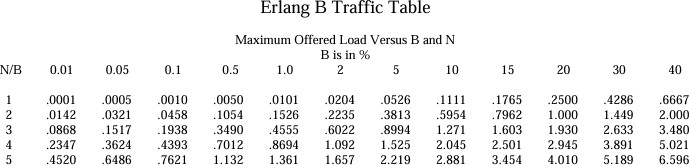 Erlang B Traffic Table
Maximum Offered Load Versus B and N
B is in %
N/B 0.01 0.05 0.1 0.5 1.0 2 5 10 15 20 30 40
1 .0001 .0005 .0010 .0050 .0101 .0204 .0526 .1111 .1765 .2500 .4286 .6667
2 .0142 .0321 .0458 .1054 .1526 .2235 .3813 .5954 .7962 1.000 1.449 2.000
3 .0868 .1517 .1938 .3490 .4555 .6022 .8994 1.271 1.603 1.930 2.633 3.480
4 .2347 .3624 .4393 .7012 .8694 1.092 1.525 2.045 2.501 2.945 3.891 5.021
5 .4520 .6486 .7621 1.132 1.361 1.657 2.219 2.881 3.454 4.010 5.189 6.596